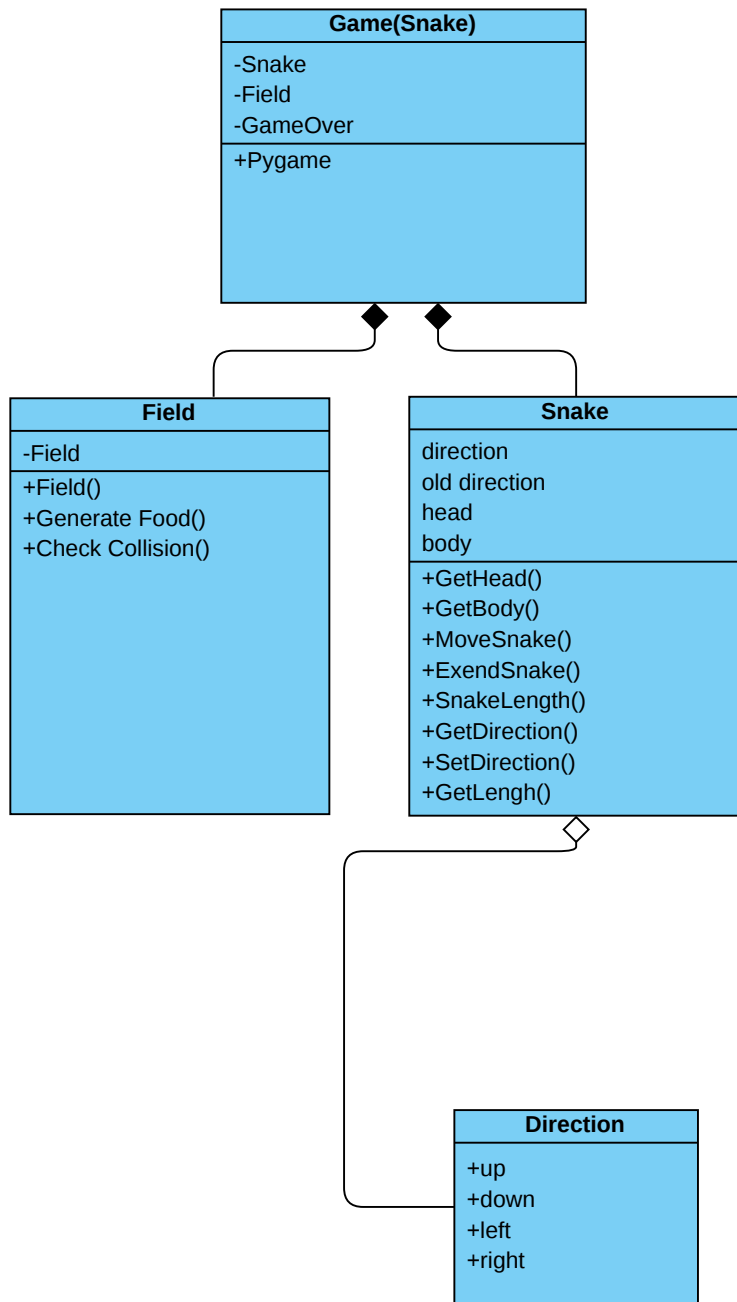 Game(Snake)
-Snake
-Field
-GameOver
+Pygame
Field
-Field
+Field()
+Generate Food()
+Check Collision()
Snake
direction
old direction
head
body
+GetHead()
+GetBody()
+MoveSnake()
+ExendSnake()
+SnakeLength()
+GetDirection()
+SetDirection()
+GetLengh()
Direction
+up
+down
+left
+right